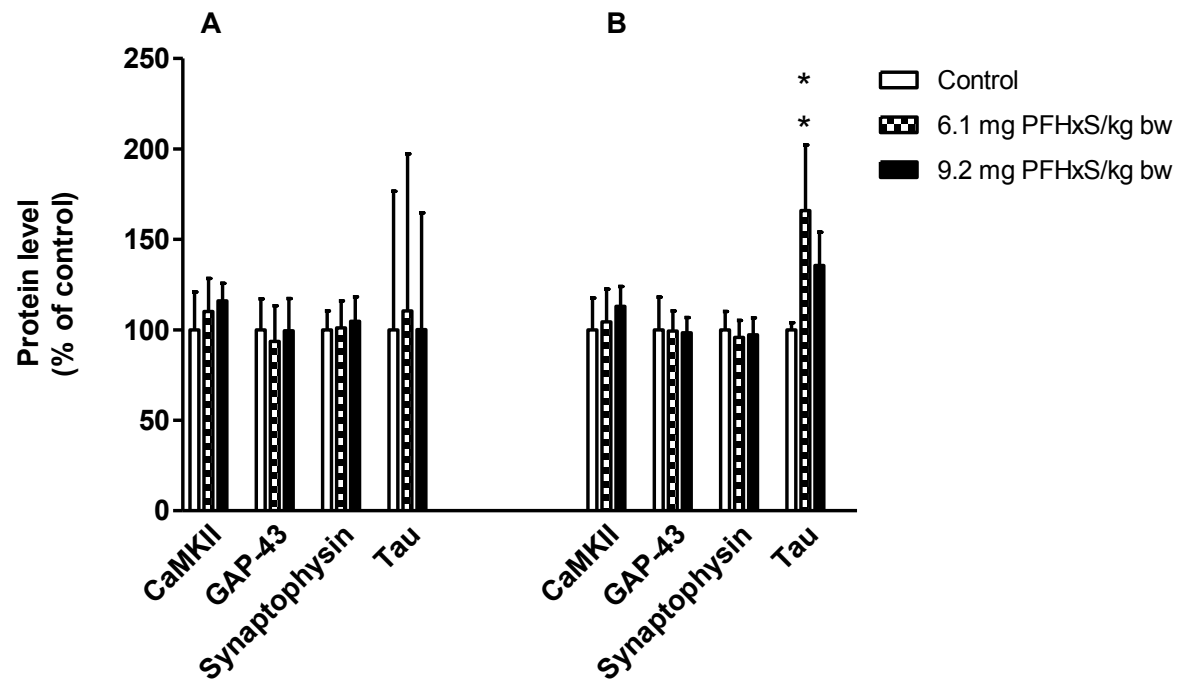 A
B
250
200
150
100
50
0
Protein level
(% of control)
*
*
Control
6.1 mg PFHxS/kg bw
9.2 mg PFHxS/kg bw
CaMKII
GAP-43
Synaptophysin
Tau
CaMKII
GAP-43
Synaptophysin
Tau